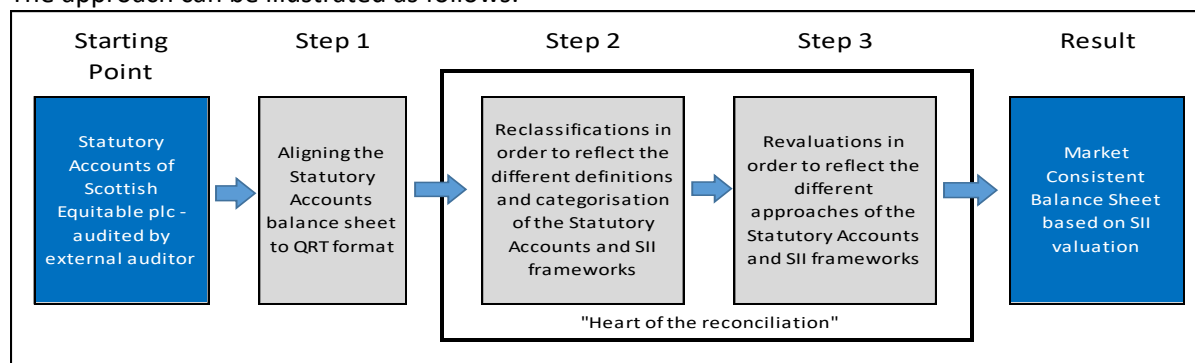 The approach can be illustrated as follows:
Starting
Point
Step 1
Step 2
Step 3
Result
Statutory
Accounts of
Scottish
Equitable plc -
audited by
external auditor
Aligning the
Statutory
Accounts
balance sheet
to QRT format
Reclassifications in
order to reflect the
different definitions
and categorisation
of the Statutory
Accounts and SII
frameworks
Revaluations in
order to reflect the
different
approaches of the
Statutory Accounts
and SII frameworks
Market
Consistent
Balance Sheet
based on SII
valuation
"Heart of the reconciliation"